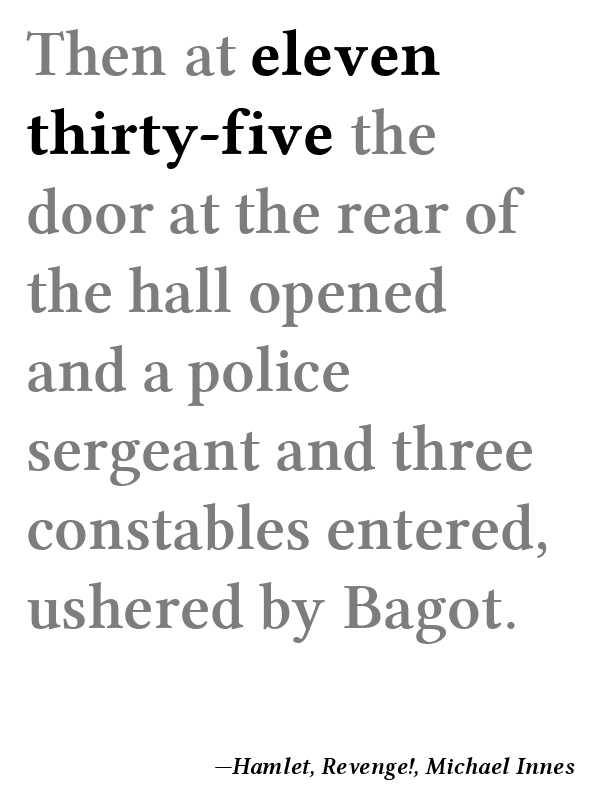 Then at eleven
thirty-five the
door at the rear of
the hall opened
and a police
sergeant and three
constables entered,
ushered by Bagot.
—Hamlet, Revenge!, Michael Innes